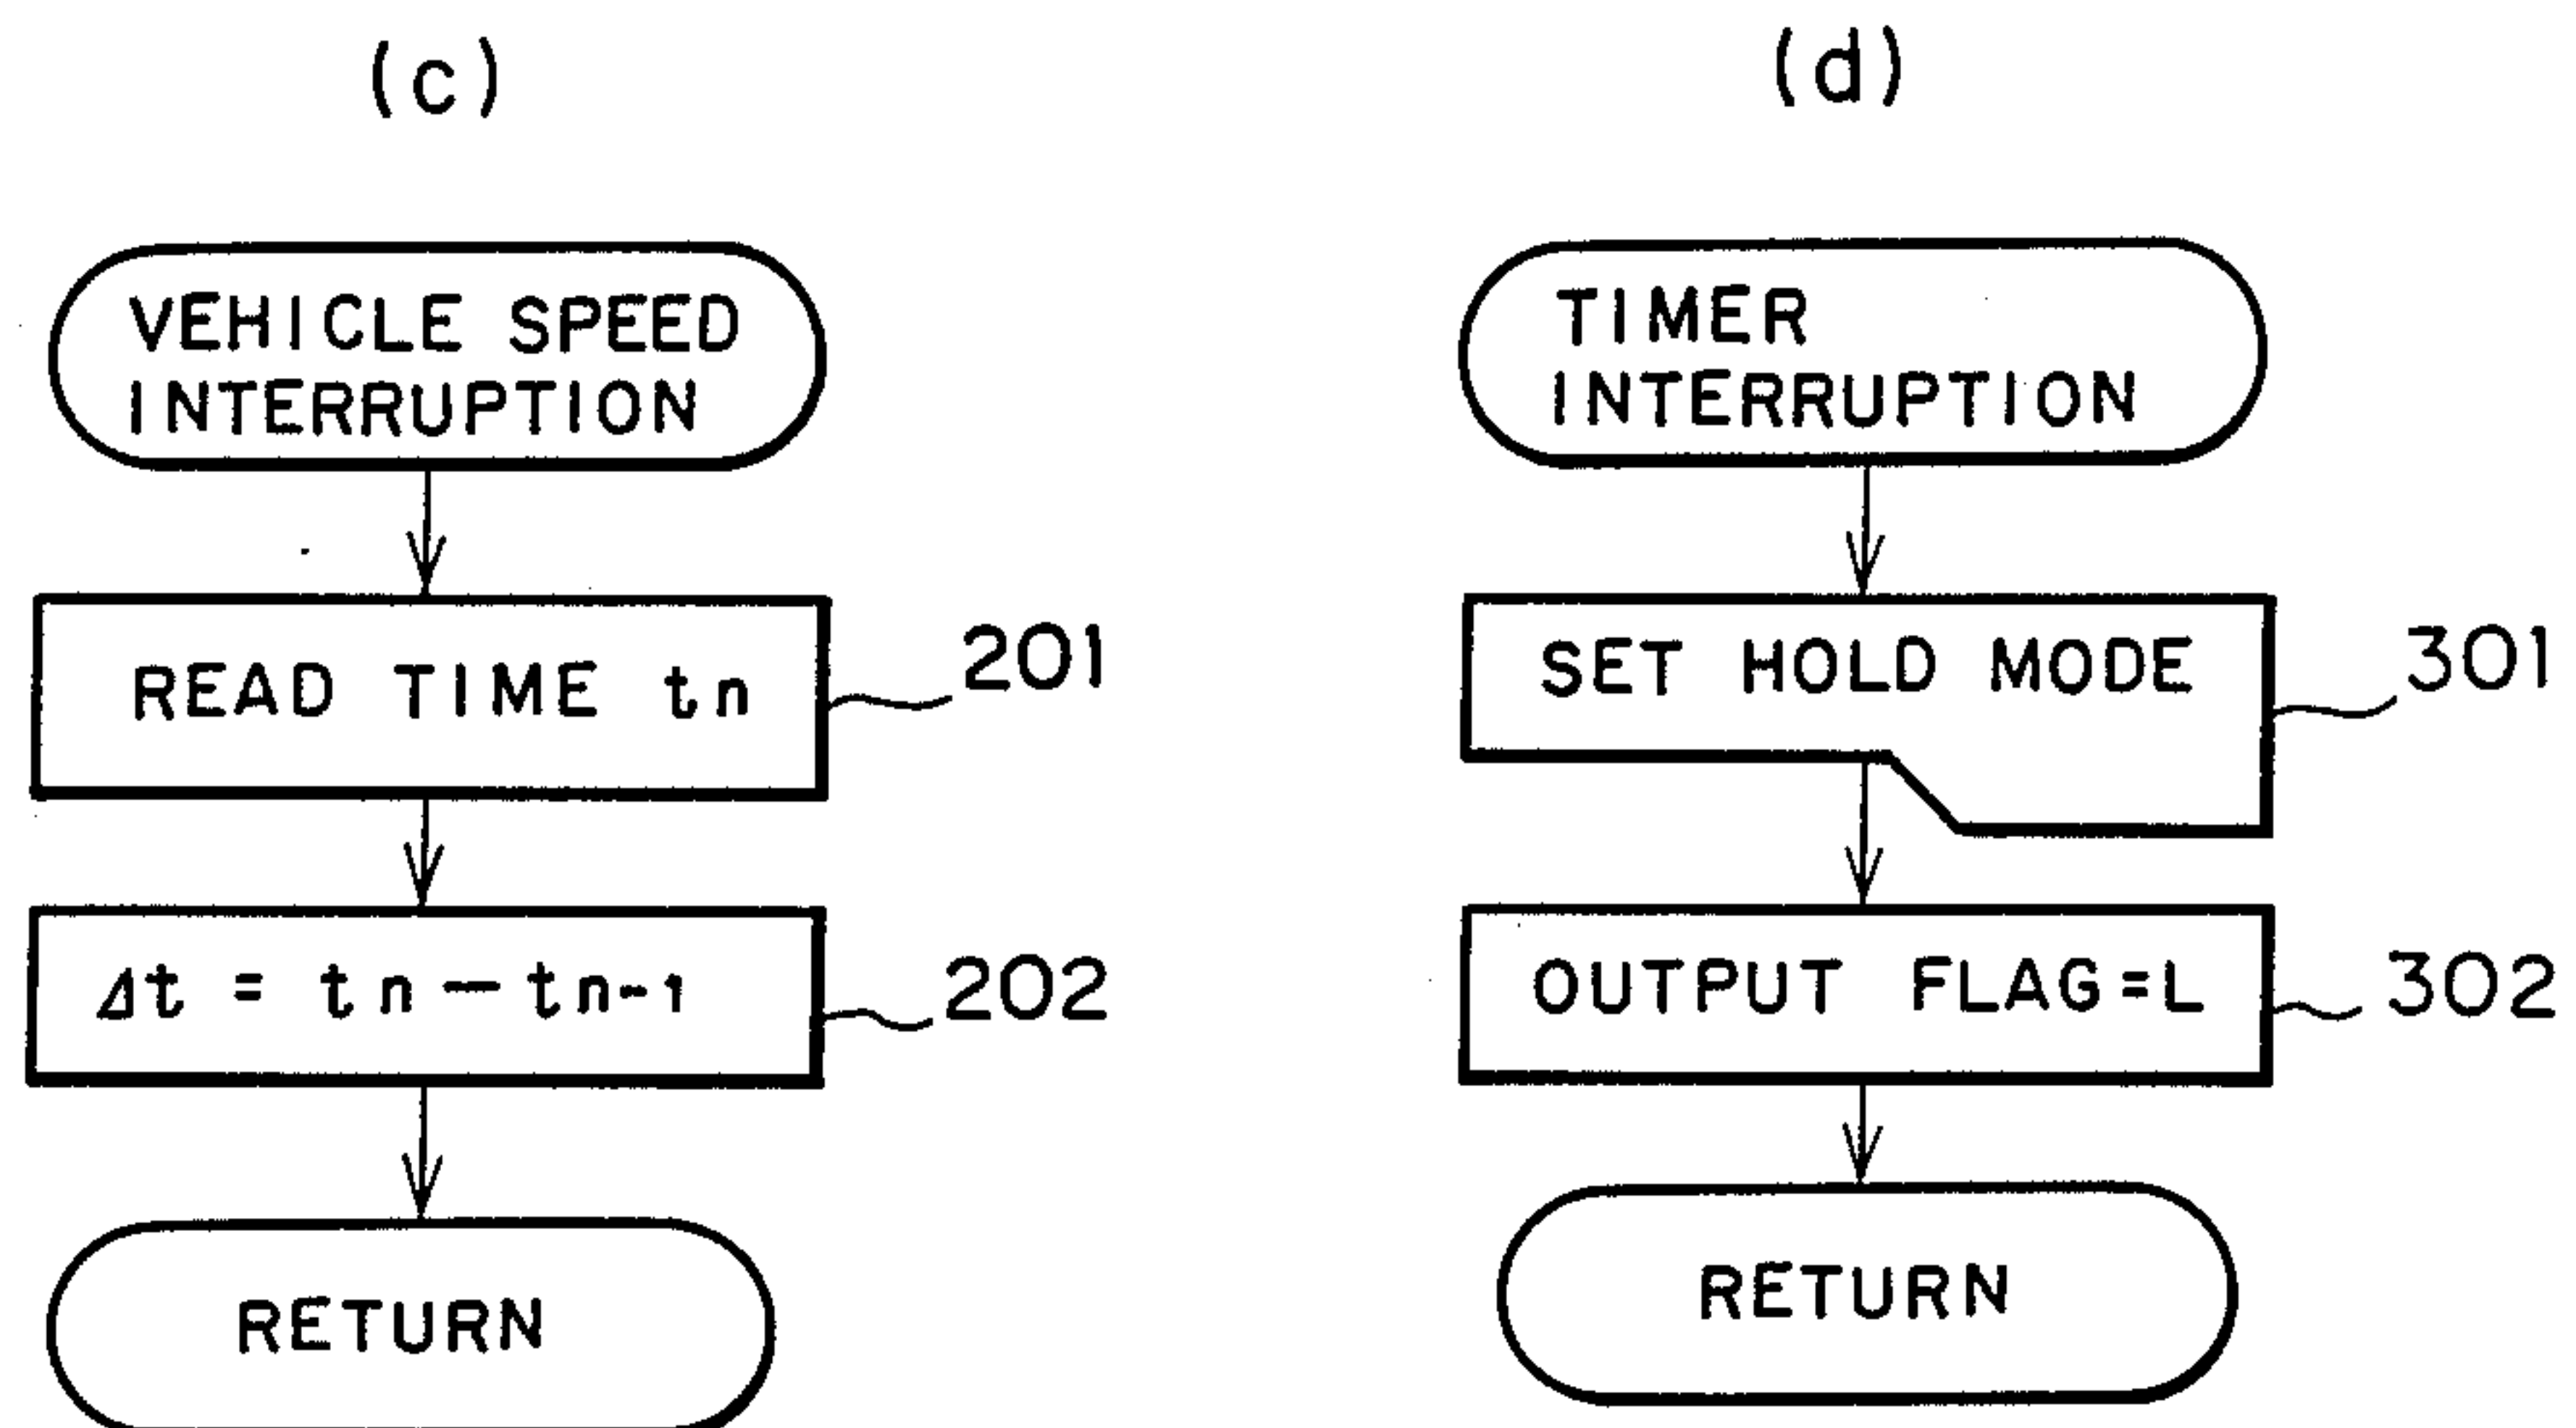 (c)
VEHICLE SPEED
INTERRUPTION
READ TIME tn
201
Δt = tn − tn-1
202
RETURN
(d)
TIMER
INTERRUPTION
SET HOLD MODE
301
OUTPUT FLAG=L
302
RETURN